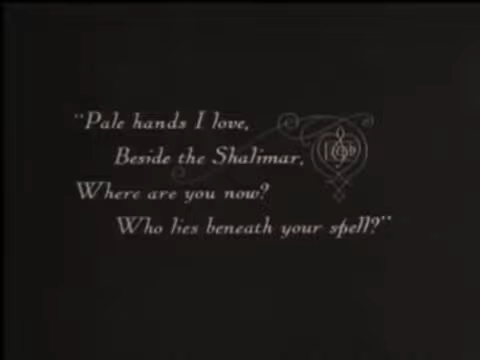 "Pale hands I love,
Beside the Shalimar,
Where are you now?
Who lies beneath your spell?"